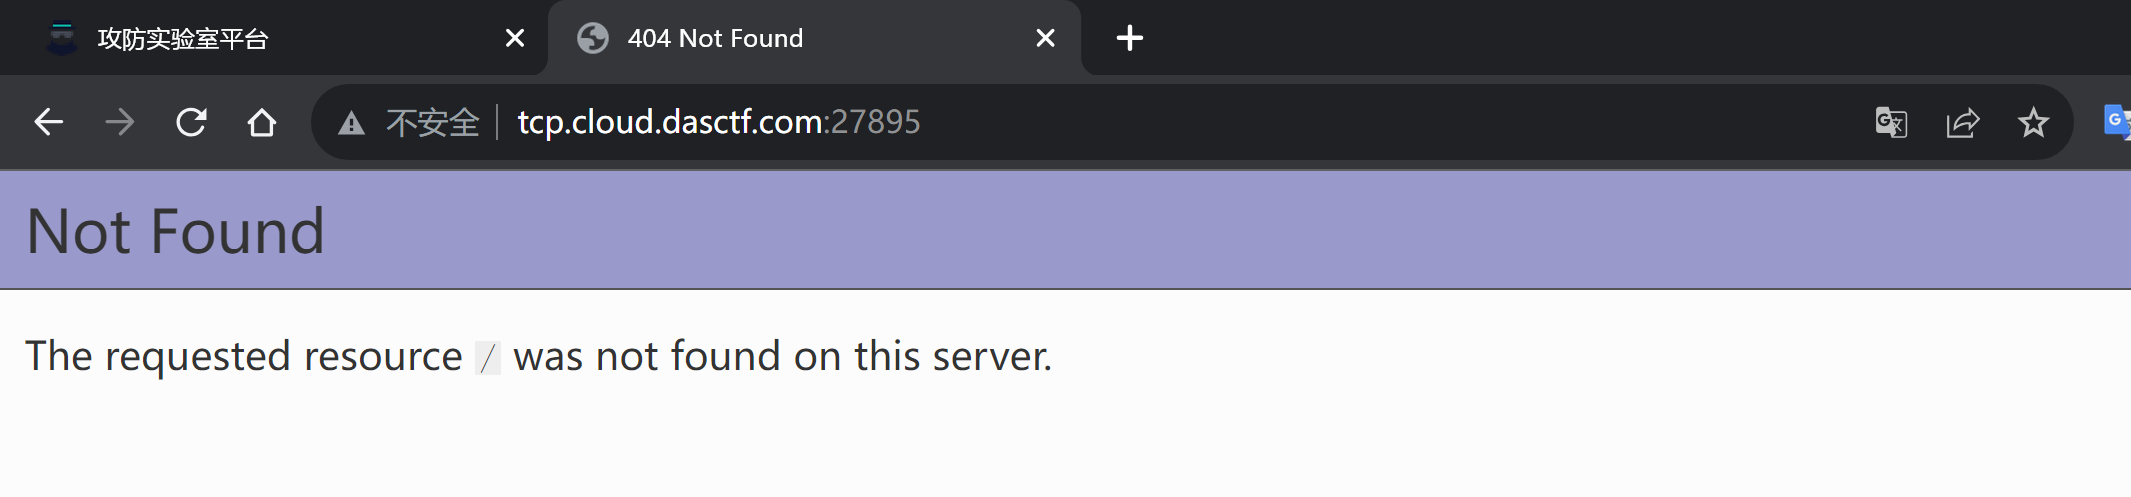 攻防实验室平台
404 Not Found
不安全 tcp.cloud.dasctf.com:27895
Not Found
The requested resource / was not found on this server.